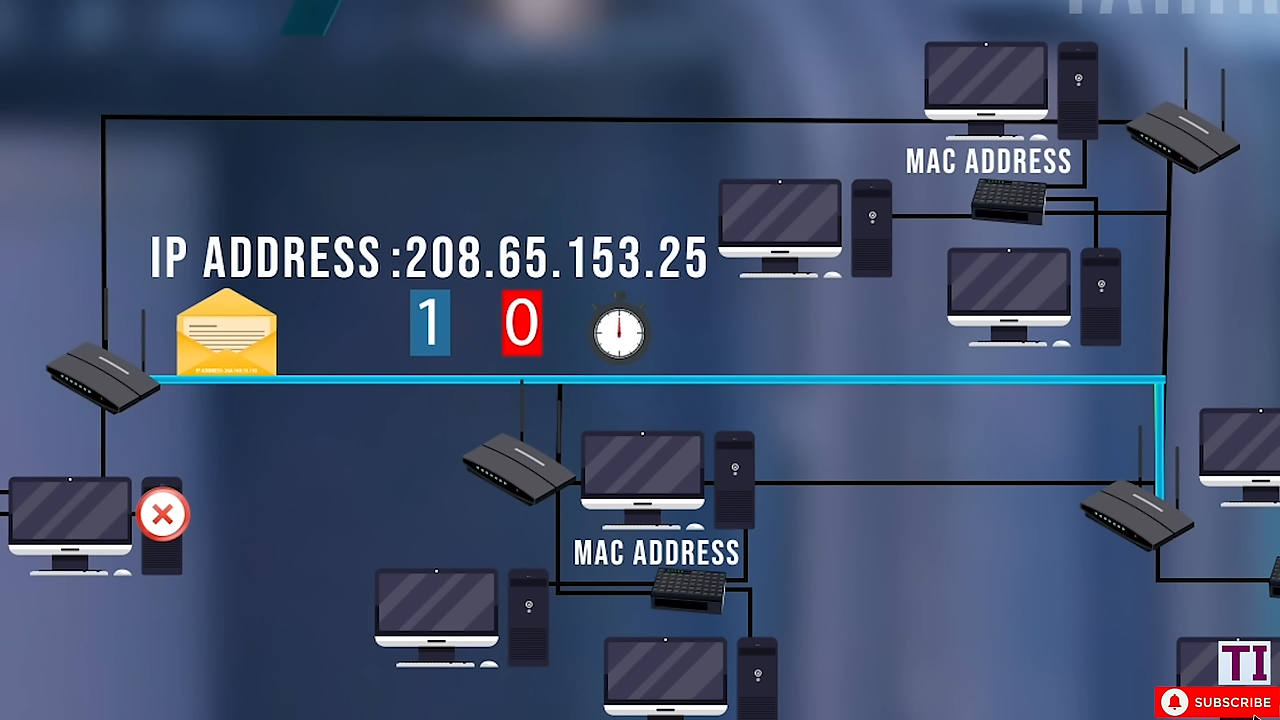 MAC ADDRESS
IP ADDRESS :208.65.153.25
1 0
MAC ADDRESS
TI
SUBSCRIBE